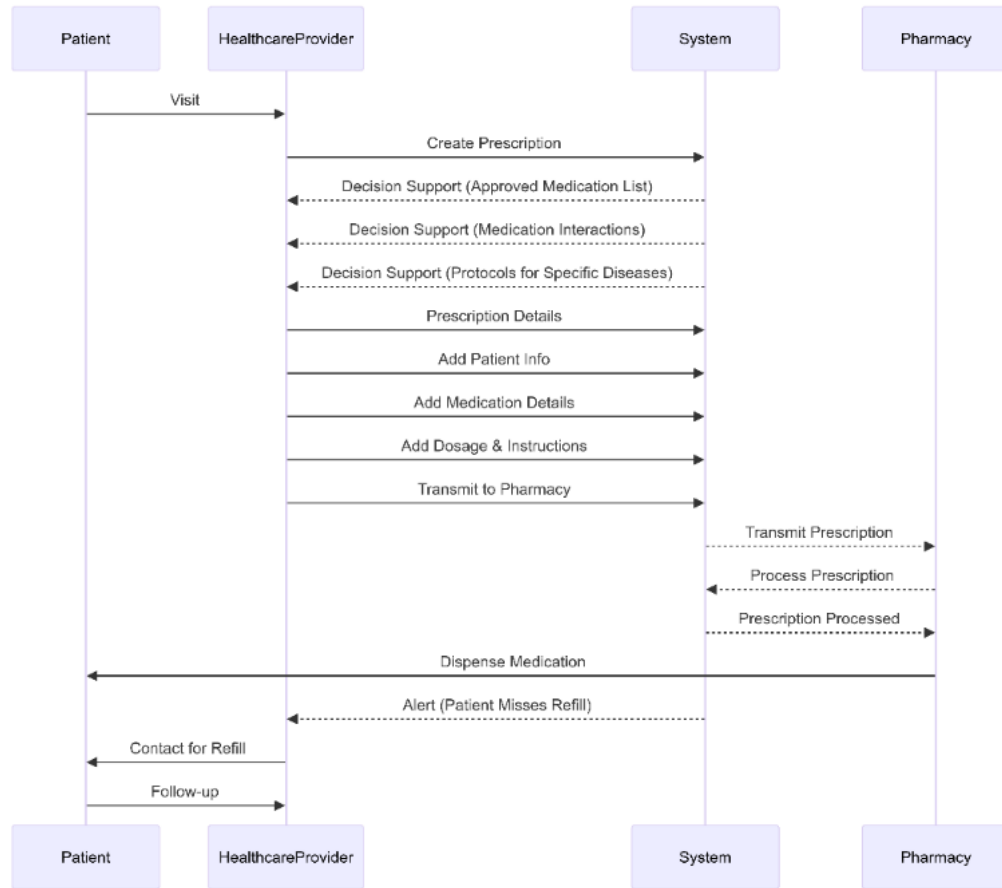 Patient
HealthcareProvider
System
Pharmacy
Visit
Create Prescription
Decision Support (Approved Medication List)
Decision Support (Medication Interactions)
Decision Support (Protocols for Specific Diseases)
Prescription Details
Add Patient Info
Add Medication Details
Add Dosage & Instructions
Transmit to Pharmacy
Transmit Prescription
Process Prescription
Prescription Processed
Dispense Medication
Alert (Patient Misses Refill)
Contact for Refill
Follow-up
Patient
HealthcareProvider
System
Pharmacy